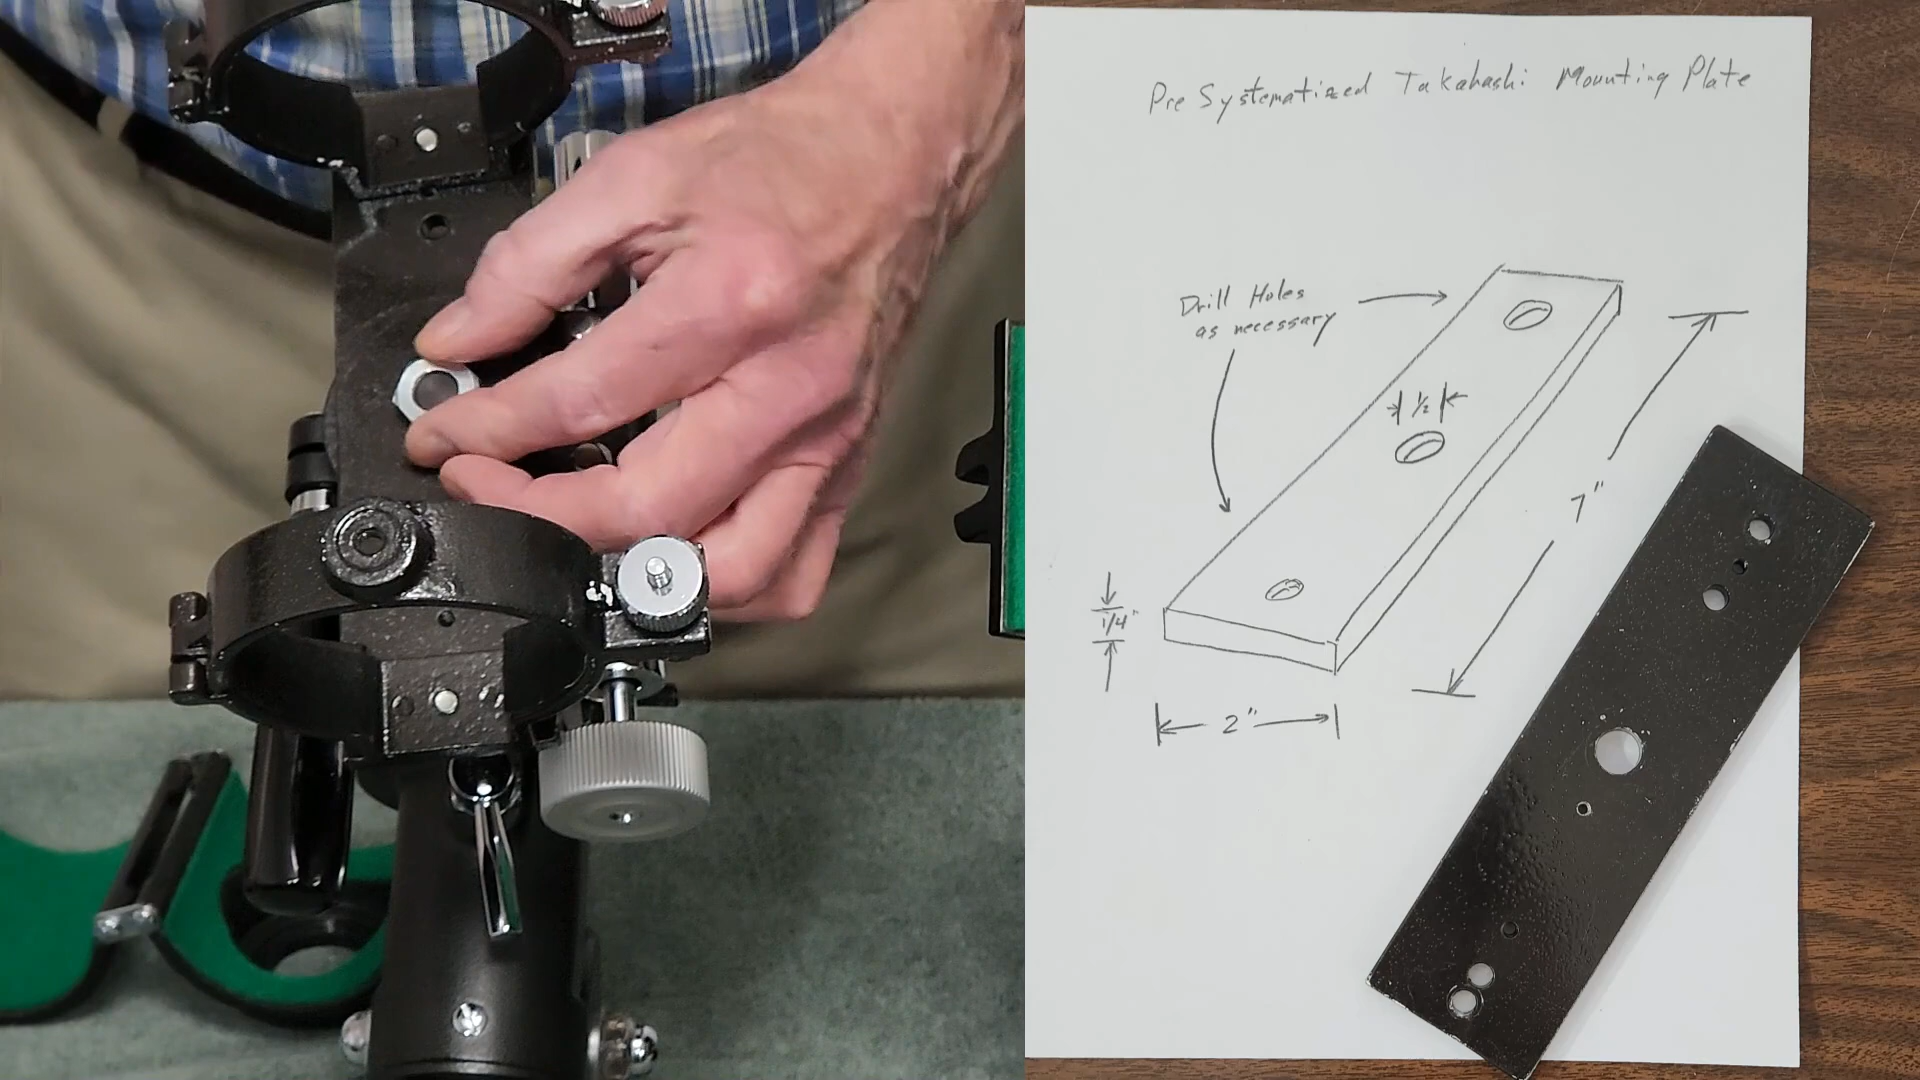 Pre Systematized Takahashi Mounting Plate
Drill Holes
as necessary
1/2
7"
1/4"
2"